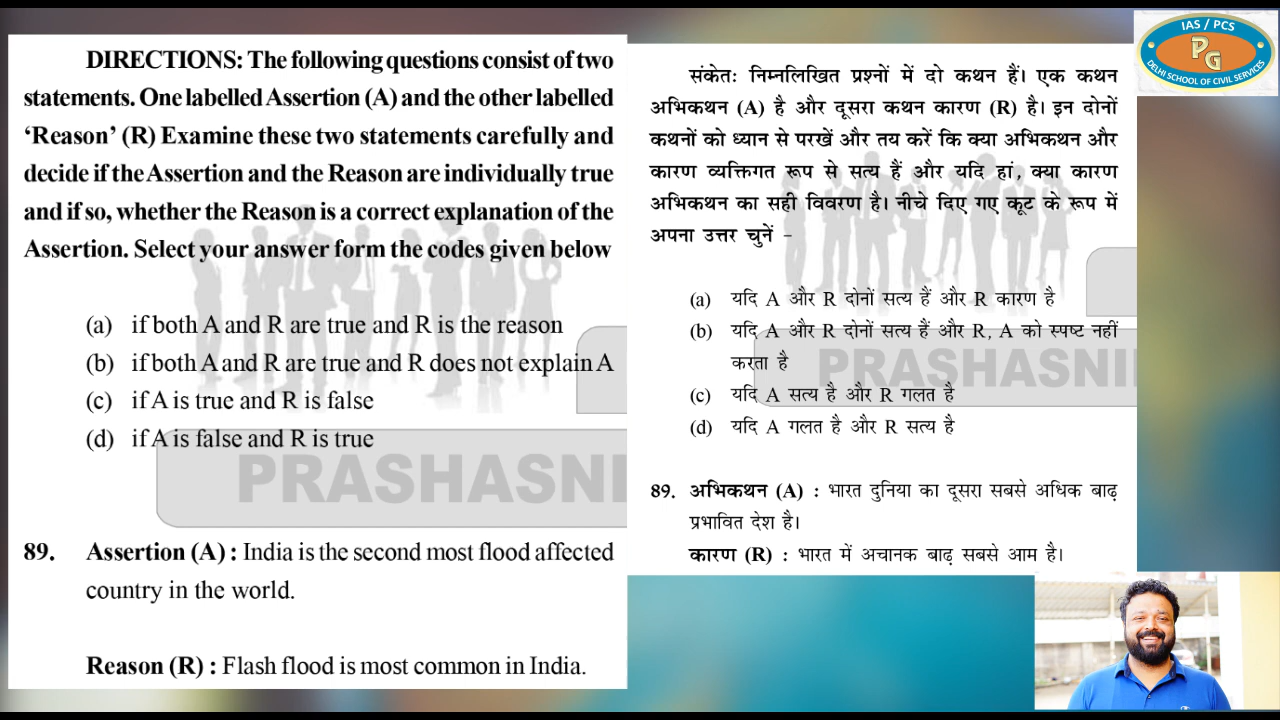 DIRECTIONS: The following questions consist of two
statements. One labelled Assertion (A) and the other labelled
‘Reason’ (R) Examine these two statements carefully and
decide if the Assertion and the Reason are individually true
and if so, whether the Reason is a correct explanation of the
Assertion. Select your answer form the codes given below
(a) if both A and R are true and R is the reason
(b) if both A and R are true and R does not explain A
(c) if A is true and R is false
(d) if A is false and R is true
PRASHASNI
89. Assertion (A) : India is the second most flood affected
country in the world.
Reason (R) : Flash flood is most common in India.
संकेतः निम्नलिखित प्रश्नों में दो कथन हैं। एक कथन
अभिकथन (A) है और दूसरा कथन कारण (R) है। इन दोनों
कथनों को ध्यान से परखें और तय करें कि क्या अभिकथन और
कारण व्यक्तिगत रूप से सत्य हैं और यदि हां, क्या कारण
अभिकथन का सही विवरण है। नीचे दिए गए कूट के रूप में
अपना उत्तर चुनें -
(a) यदि A और R दोनों सत्य हैं और R कारण है
(b) यदि A और R दोनों सत्य हैं और R, A को स्पष्ट नहीं
करता है
(c) यदि A सत्य है और R गलत है
(d) यदि A गलत है और R सत्य है
PRASHASNI
89. अभिकथन (A) : भारत दुनिया का दूसरा सबसे अधिक बाढ़
प्रभावित देश है।
कारण (R) : भारत में अचानक बाढ़ सबसे आम है।
IAS / PCS
PG
DELHI SCHOOL OF CIVIL SERVICES